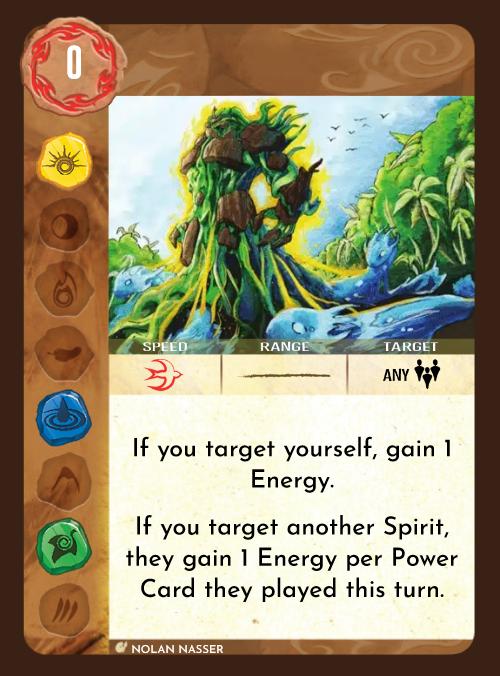 0
SPEED RANGE TARGET
ANY
If you target yourself, gain 1
Energy.
If you target another Spirit,
they gain 1 Energy per Power
Card they played this turn.
NOLAN NASSER